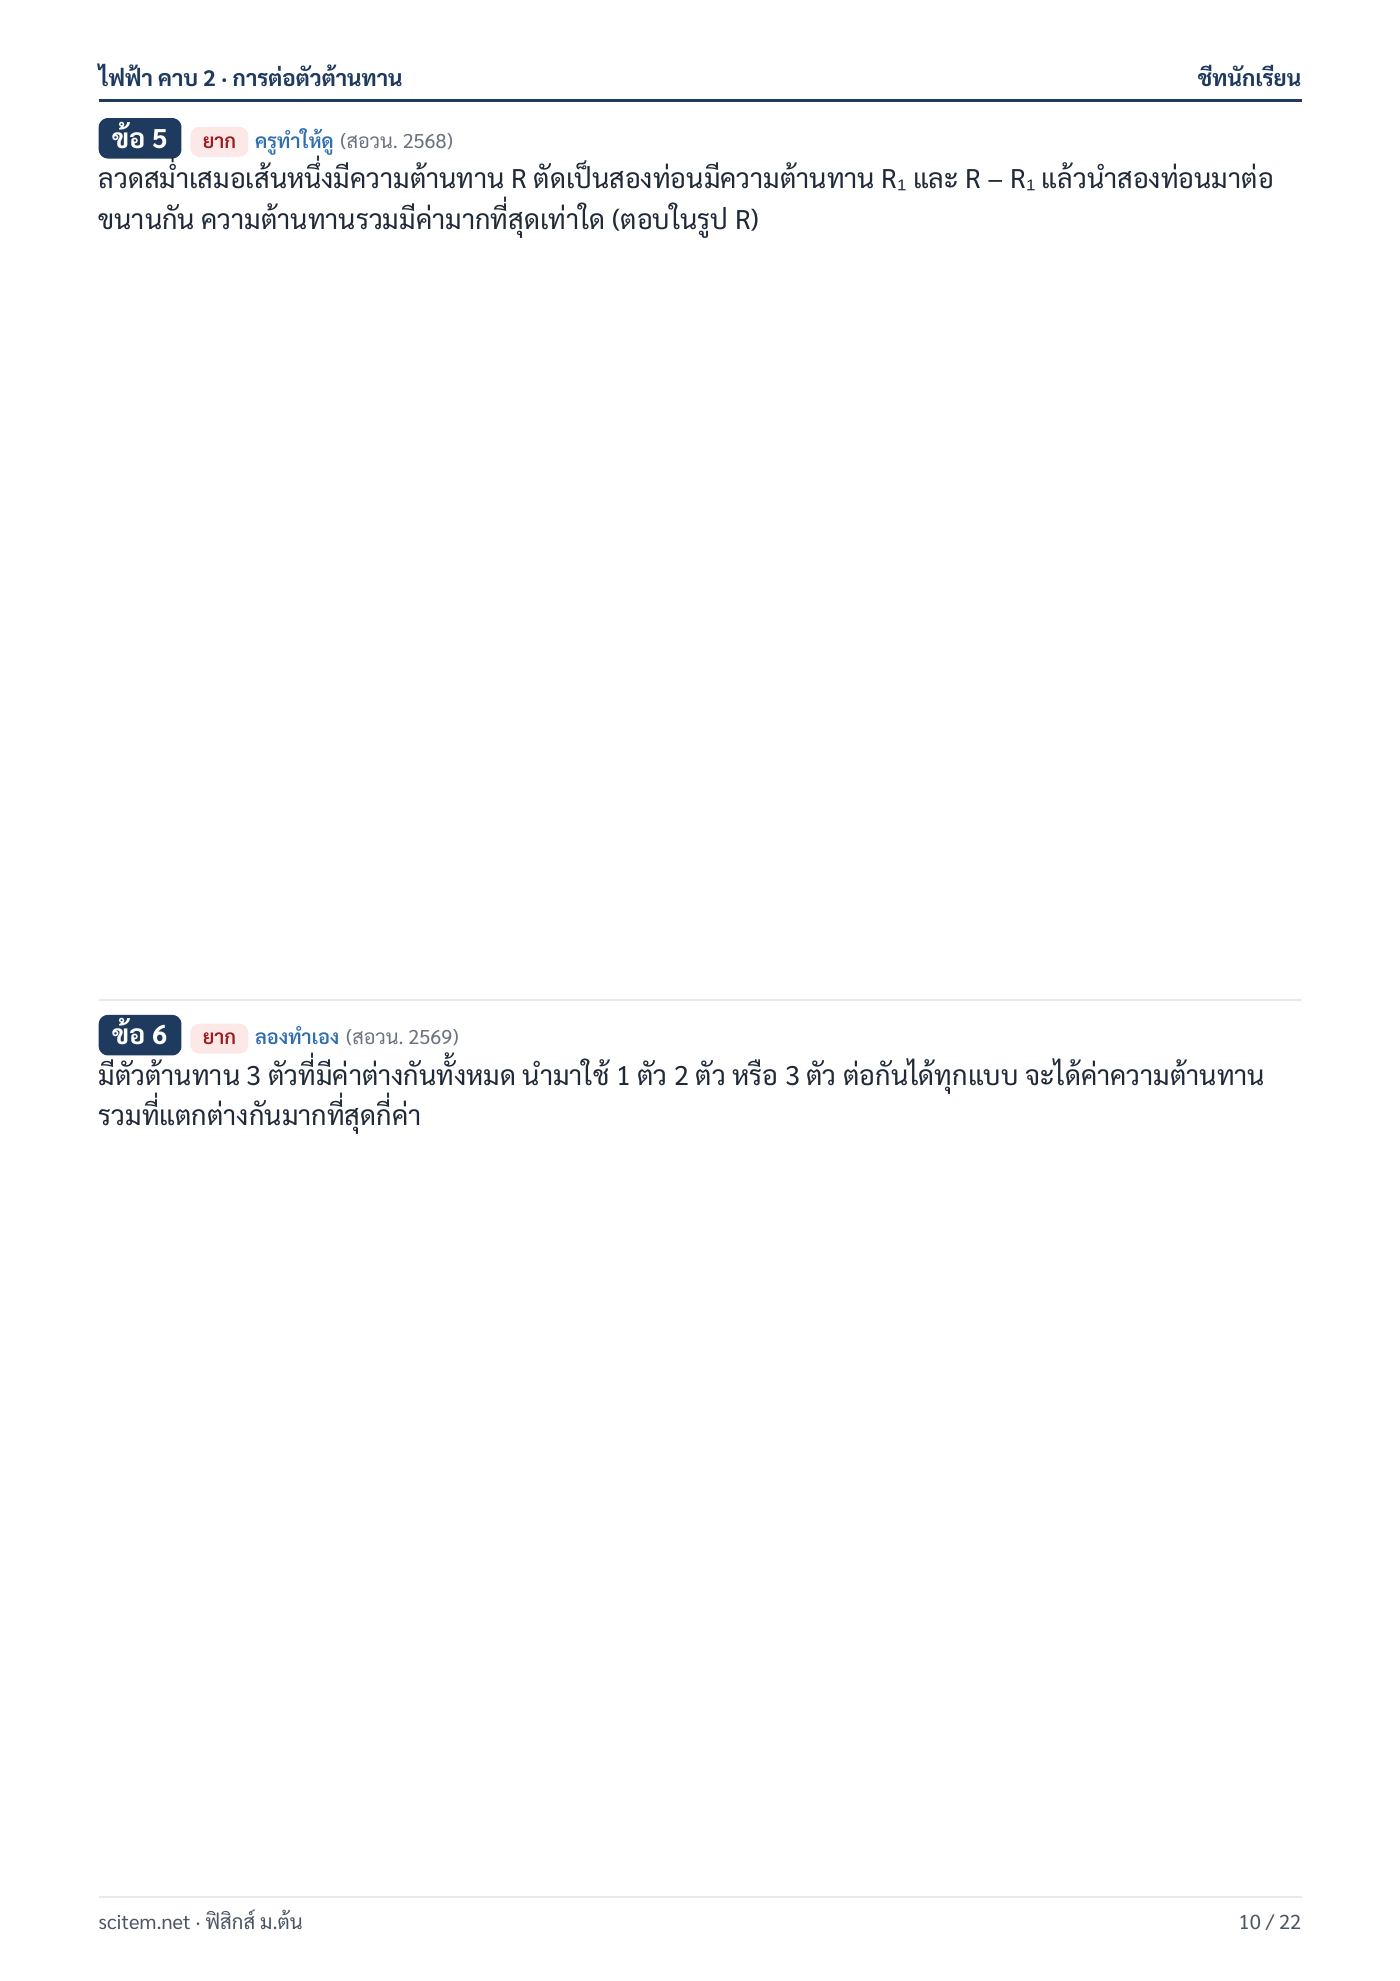 ไฟฟ้า คาบ 2 · การต่อตัวต้านทาน ชีทนักเรียน
ข้อ 5 ยาก ครูทำให้ดู (สอวน. 2568)
ลวดสม่ำเสมอเส้นหนึ่งมีความต้านทาน R ตัดเป็นสองท่อนมีความต้านทาน R₁ และ R – R₁ แล้วนำสองท่อนมาต่อ
ขนานกัน ความต้านทานรวมมีค่ามากที่สุดเท่าใด (ตอบในรูป R)
ข้อ 6 ยาก ลองทำเอง (สอวน. 2569)
มีตัวต้านทาน 3 ตัวที่มีค่าต่างกันทั้งหมด นำมาใช้ 1 ตัว 2 ตัว หรือ 3 ตัว ต่อกันได้ทุกแบบ จะได้ค่าความต้านทาน
รวมที่แตกต่างกันมากที่สุดกี่ค่า
scitem.net · ฟิสิกส์ ม.ต้น 10 / 22